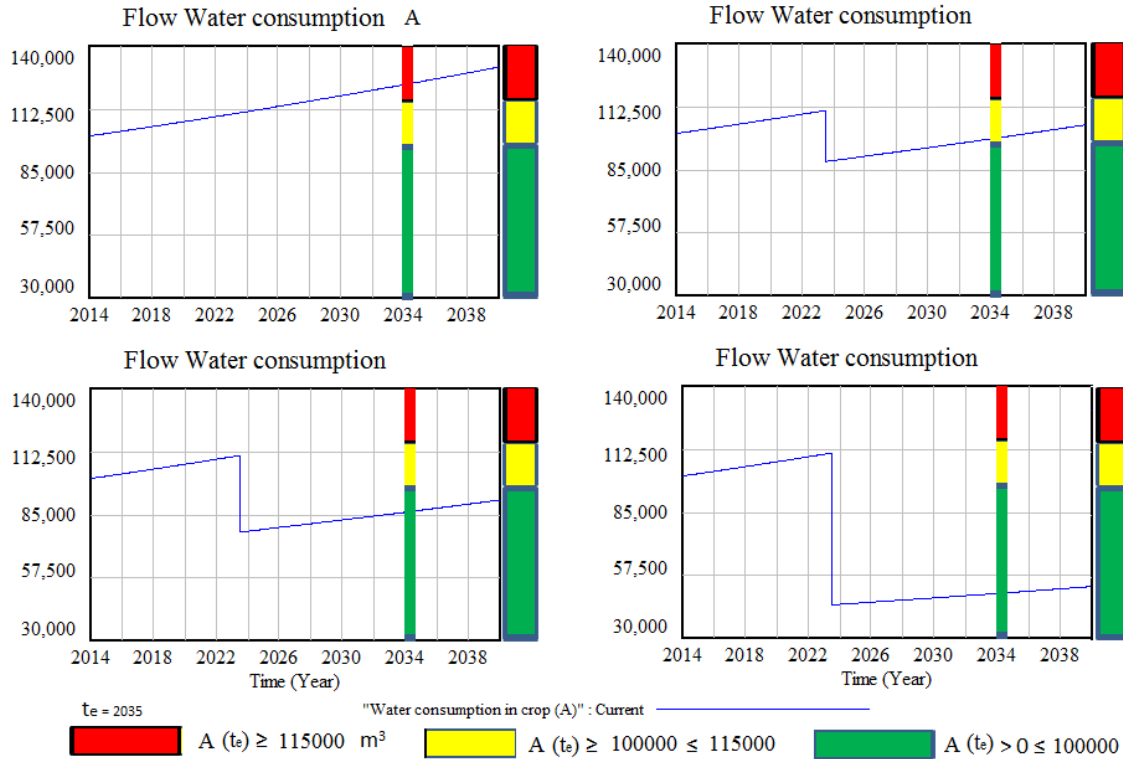 Flow Water consumption A
140,000
112,500
85,000
57,500
30,000
2014 2018 2022 2026 2030 2034 2038
Flow Water consumption
140,000
112,500
85,000
57,500
30,000
2014 2018 2022 2026 2030 2034 2038
Flow Water consumption
140,000
112,500
85,000
57,500
30,000
2014 2018 2022 2026 2030 2034 2038
Time (Year)
Flow Water consumption
140,000
112,500
85,000
57,500
30,000
2014 2018 2022 2026 2030 2034 2038
Time (Year)
te = 2035
"Water consumption in crop (A)" : Current
A (te) ≥ 115000 m³
A (te) ≥ 100000 ≤ 115000
A (te) > 0 ≤ 100000